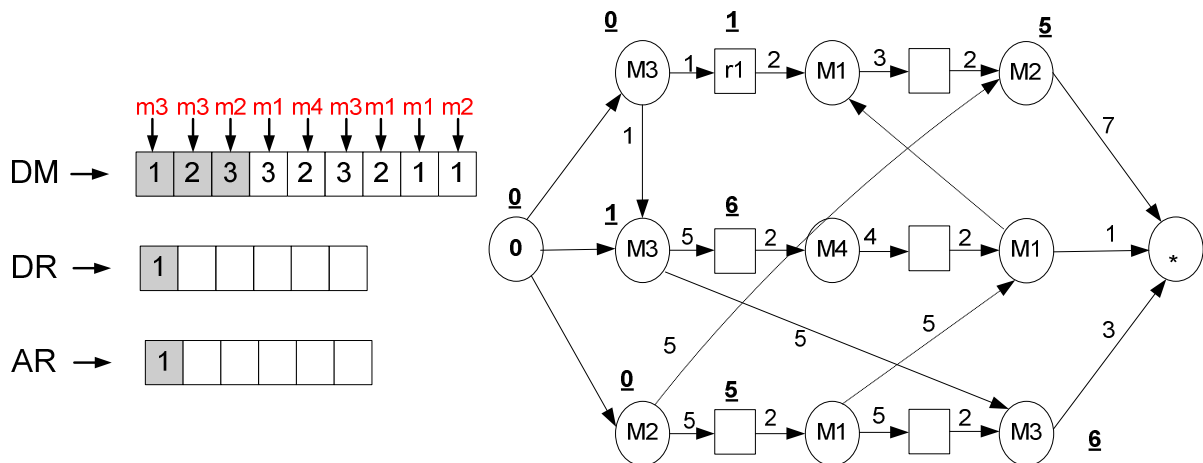 0 1 5
M3 1 r1 2 M1 3 2 M2
m3 m3 m2 m1 m4 m3 m1 m1 m2
1 7
DM 1 2 3 3 2 3 2 1 1
0 1 6
0 M3 5 2 M4 4 2 M1 1 *
DR 1
5 5 5 3
AR 1
0 5
M2 5 2 M1 5 2 M3 6